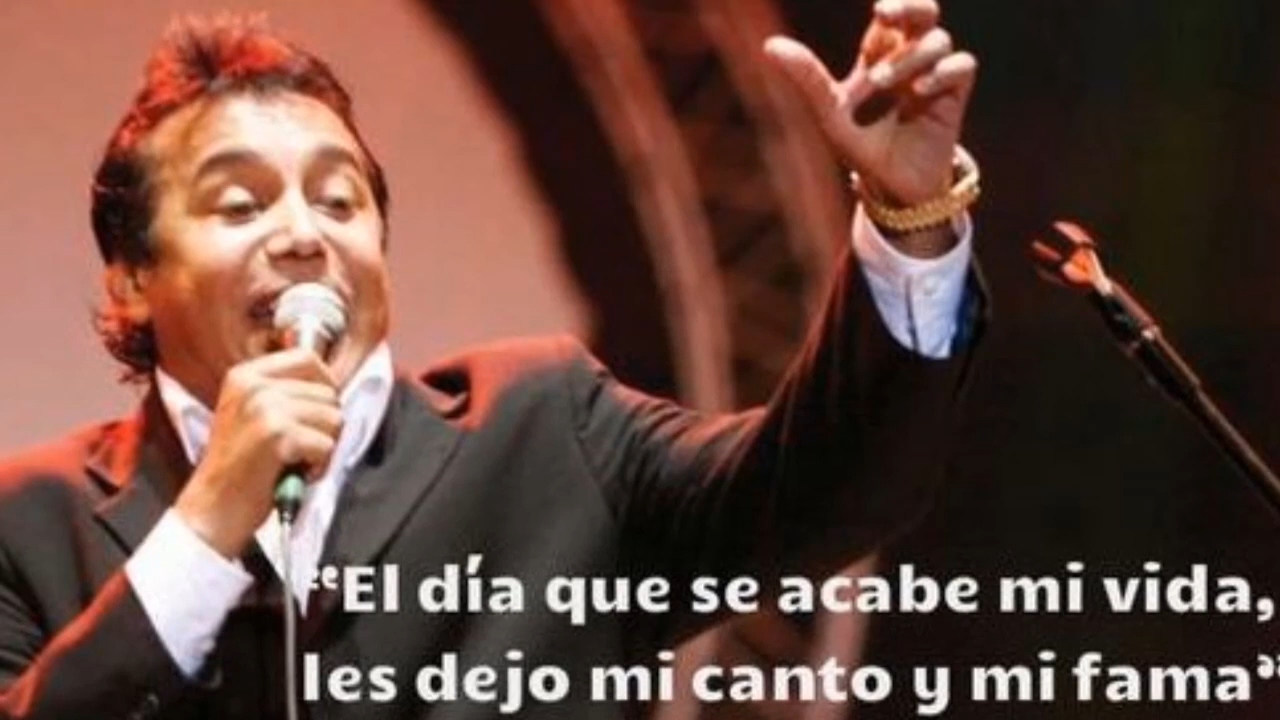 “El día que se acabe mi vida,
les dejo mi canto y mi fama”